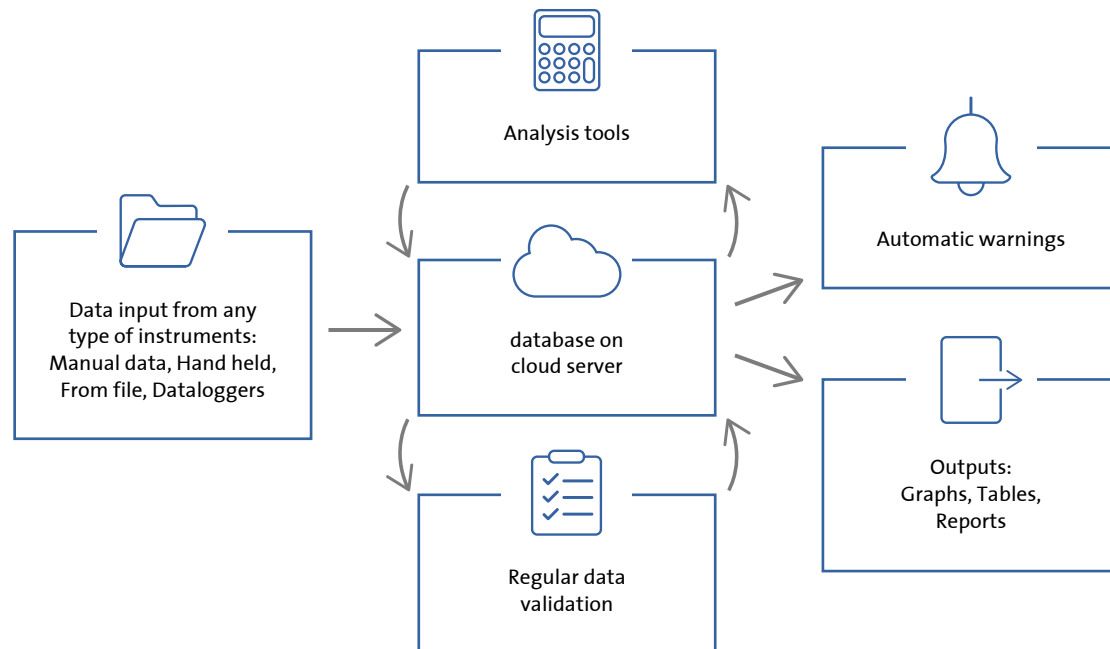 Analysis tools
Automatic warnings
Data input from any
type of instruments:
Manual data, Hand held,
From file, Dataloggers
database on
cloud server
Outputs:
Graphs, Tables,
Reports
Regular data
validation